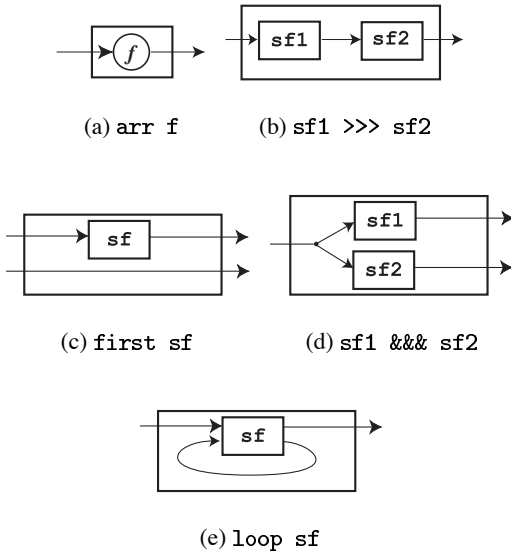 f
sf1 sf2
(a) arr f
(b) sf1 >>> sf2
sf
sf1
sf2
(c) first sf
(d) sf1 &&& sf2
sf
(e) loop sf